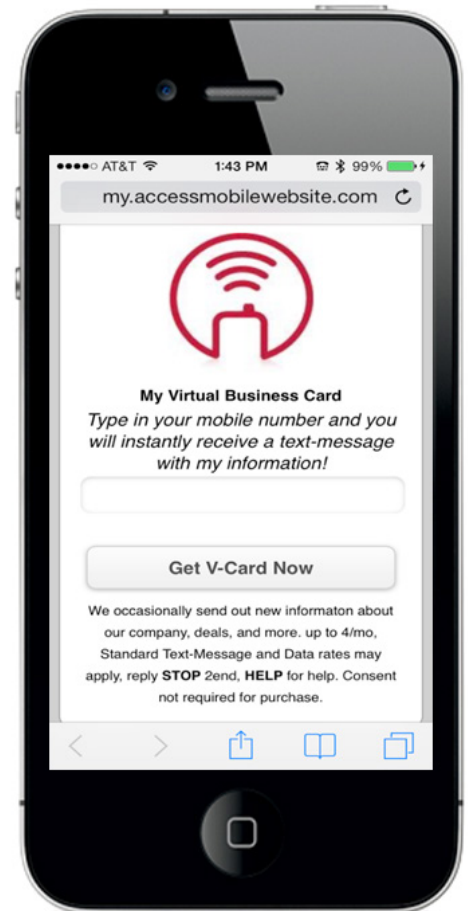 AT&T 1:43 PM 99%
my.accessmobilewebsite.com
My Virtual Business Card
Type in your mobile number and you
will instantly receive a text-message
with my information!
Get V-Card Now
We occasionally send out new informaton about
our company, deals, and more. up to 4/mo,
Standard Text-Message and Data rates may
apply, reply STOP 2end, HELP for help. Consent
not required for purchase.